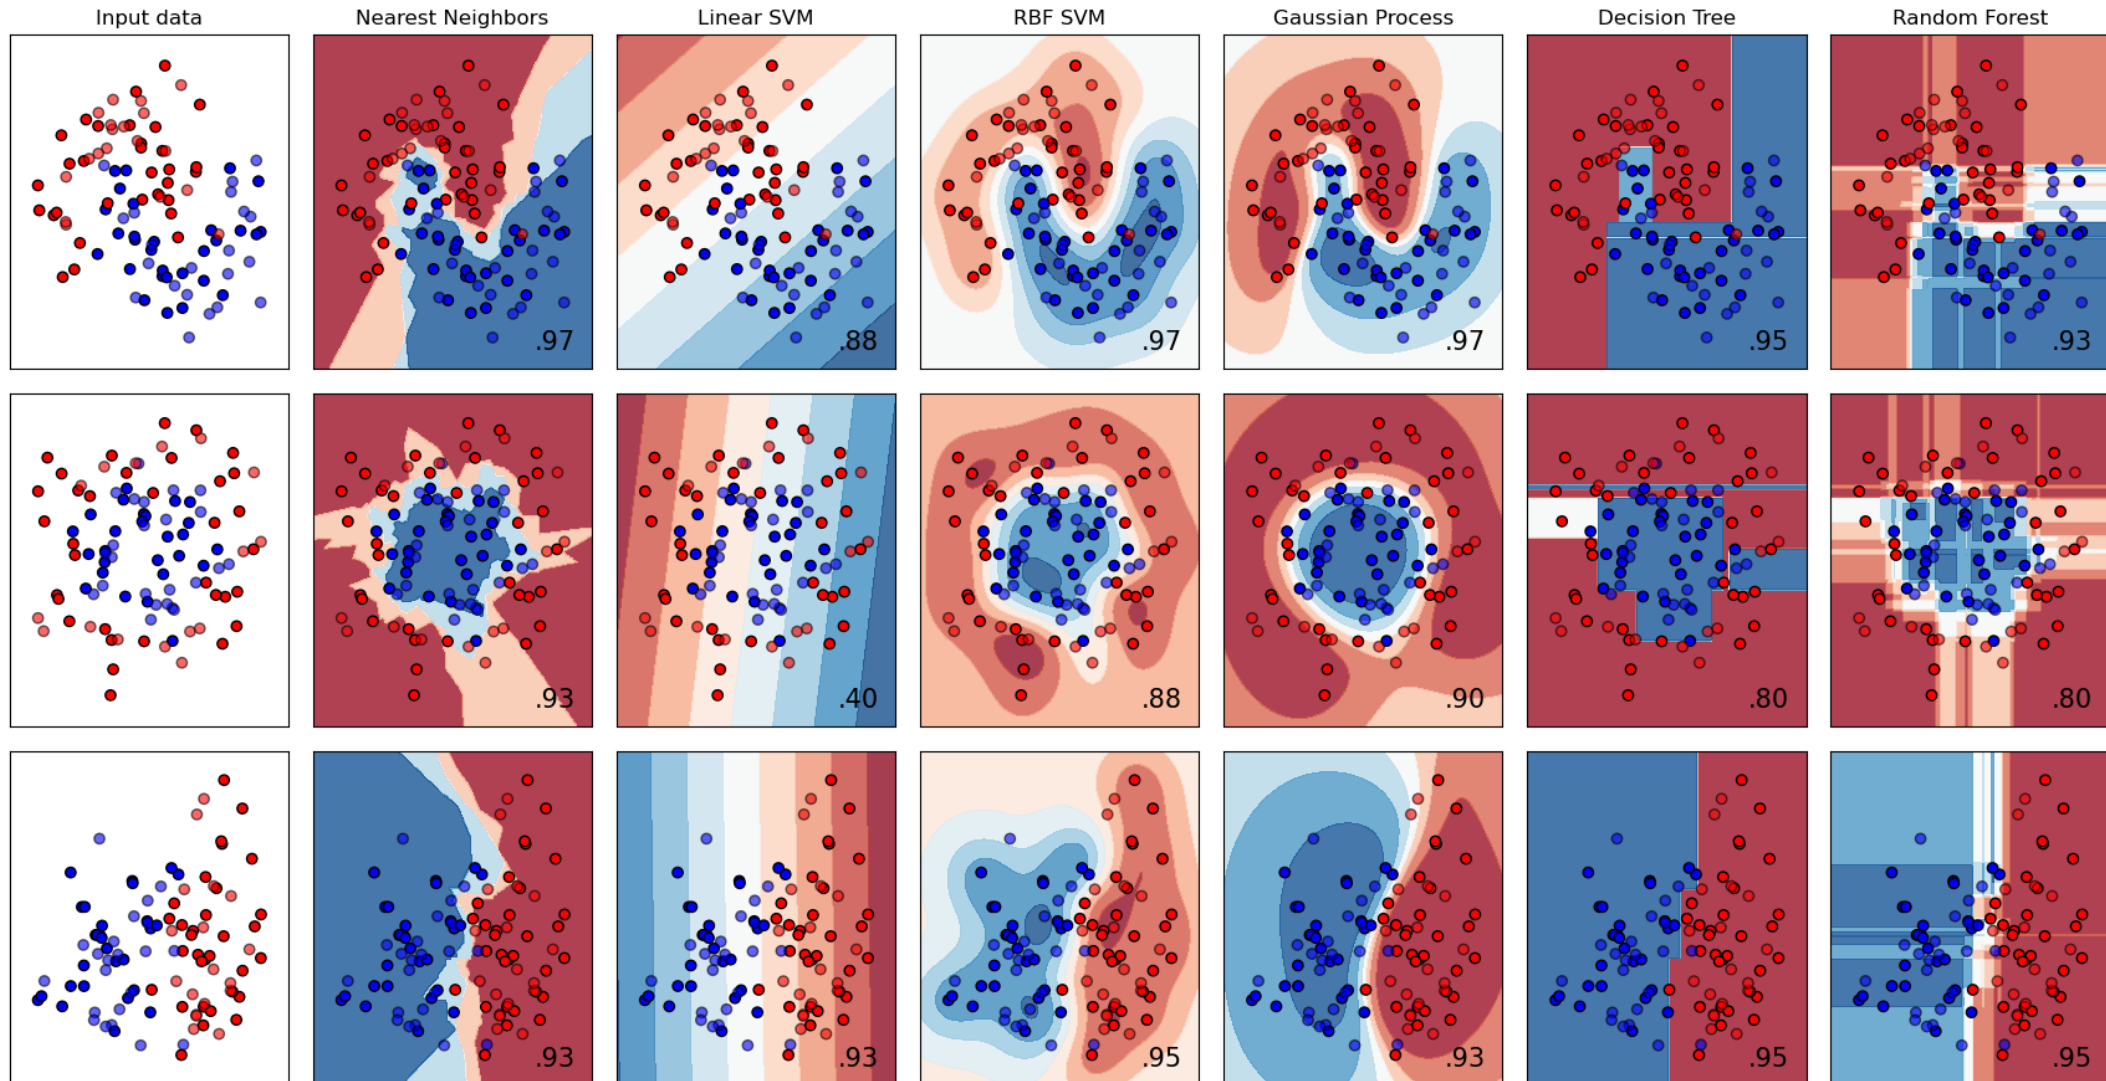 Input data
Nearest Neighbors
Linear SVM
RBF SVM
Gaussian Process
Decision Tree
Random Forest
.97
.88
.97
.97
.95
.93
.93
.40
.88
.90
.80
.80
.93
.93
.95
.93
.95
.95